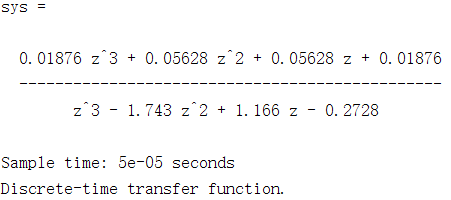 sys =
0.01876 z^3 + 0.05628 z^2 + 0.05628 z + 0.01876
-----------------------------------------------
z^3 - 1.743 z^2 + 1.166 z - 0.2728
Sample time: 5e-05 seconds
Discrete-time transfer function.